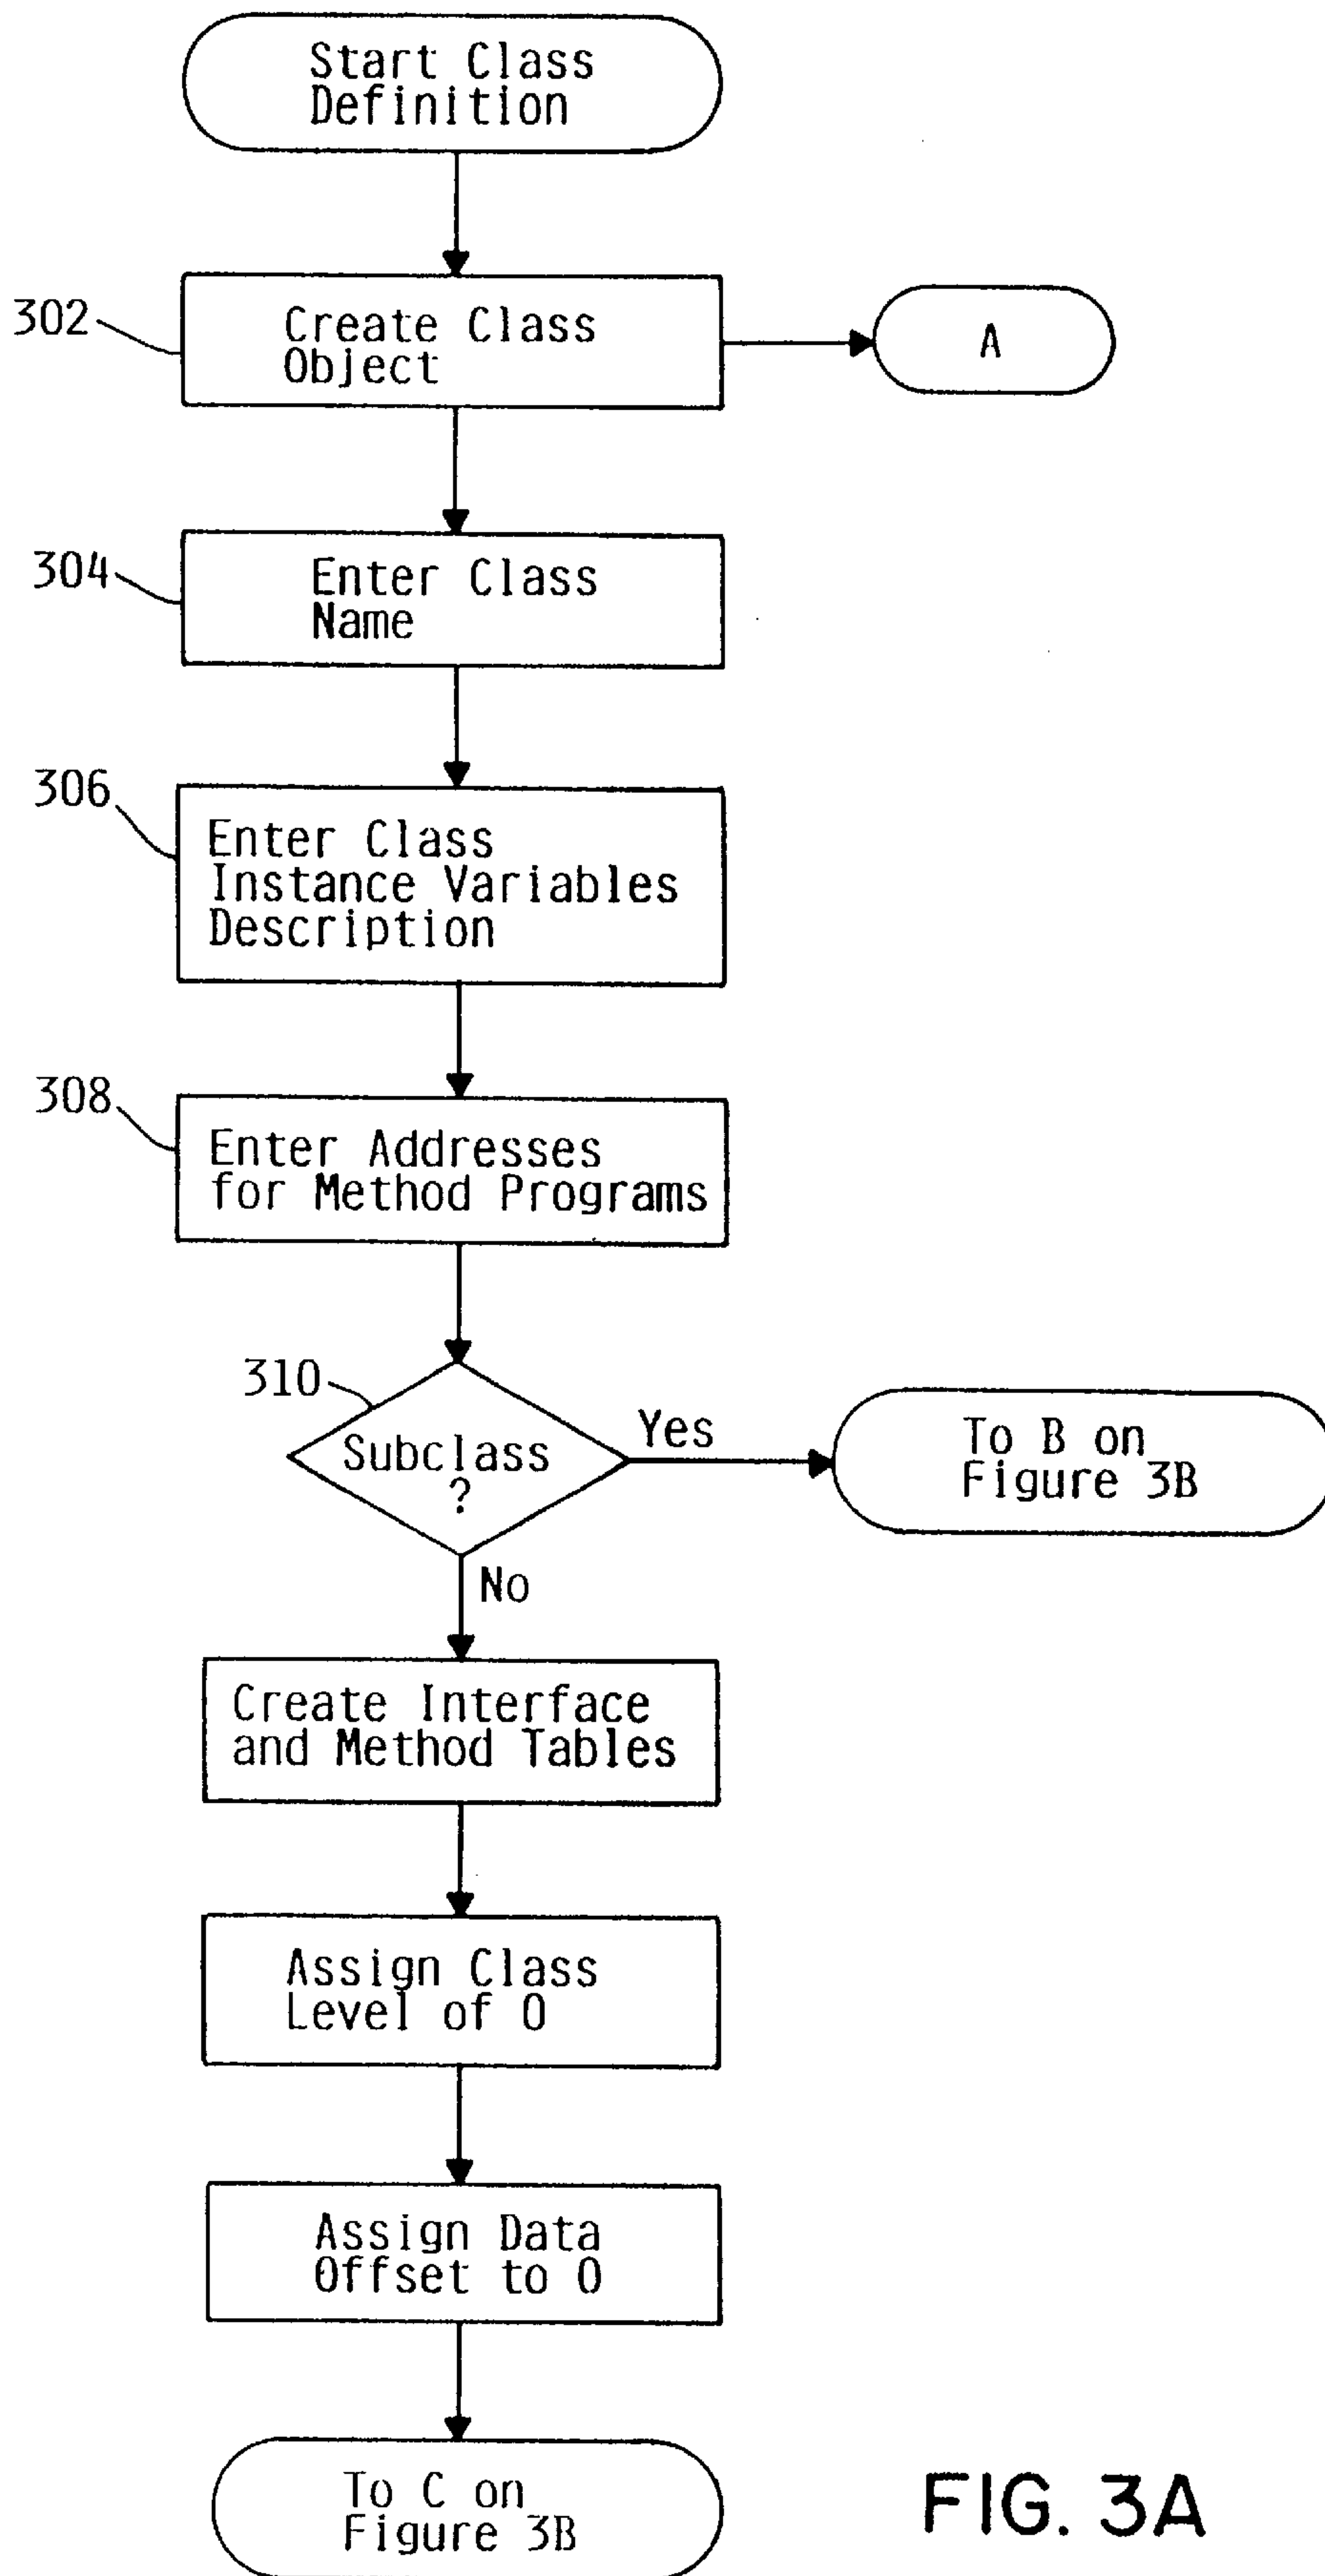 Start Class
Definition
302
Create Class
Object
A
304
Enter Class
Name
306
Enter Class
Instance Variables
Description
308
Enter Addresses
for Method Programs
310
Subclass
?
Yes
To B on
Figure 3B
No
Create Interface
and Method Tables
Assign Class
Level of 0
Assign Data
Offset to 0
To C on
Figure 3B
FIG. 3A